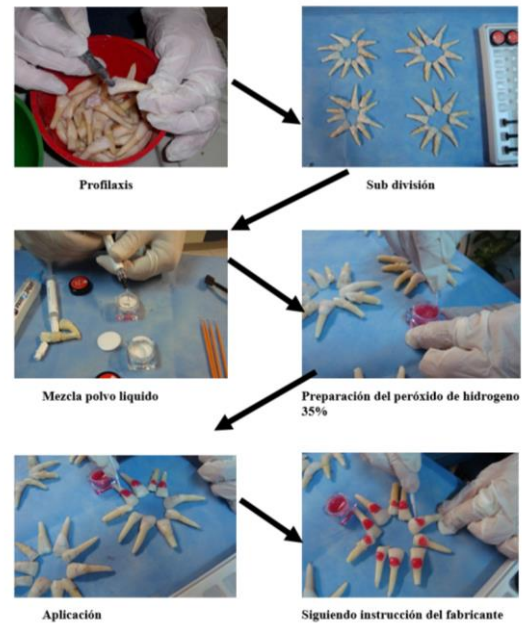 Profilaxis
Sub división
Mezcla polvo liquido
Preparación del peróxido de hidrogeno
35%
Aplicación
Siguiendo instrucción del fabricante